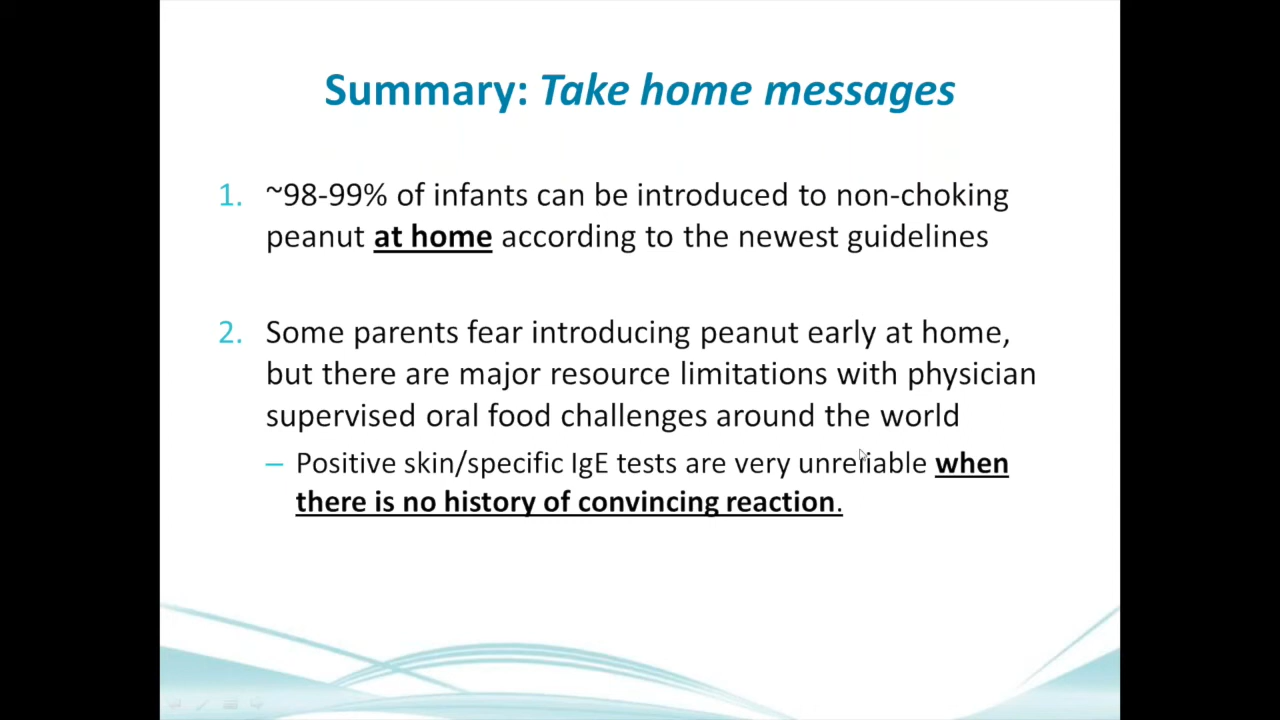 Summary: Take home messages
1. ~98-99% of infants can be introduced to non-choking
peanut at home according to the newest guidelines
2. Some parents fear introducing peanut early at home,
but there are major resource limitations with physician
supervised oral food challenges around the world
– Positive skin/specific IgE tests are very unreliable when
there is no history of convincing reaction.